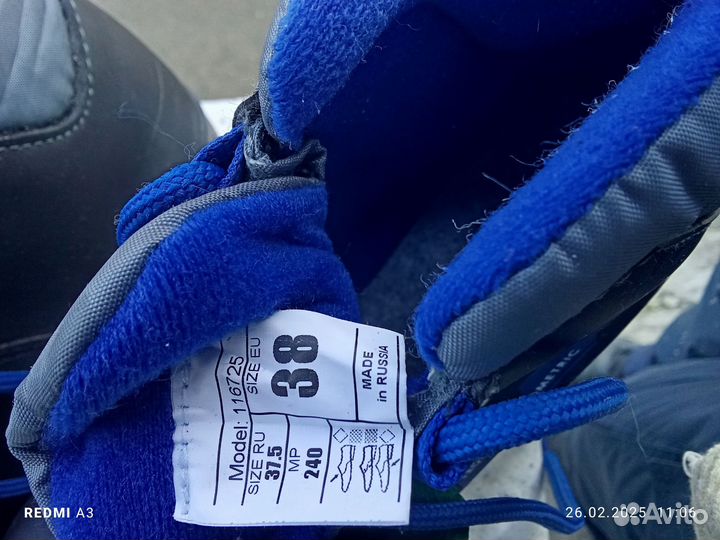 Model: 116725
SIZE EU
38
MADE
in RUSSIA
SIZE RU
37.5
MP
240
METRIC
REDMI A3
26.02.2025 11:06
Avito